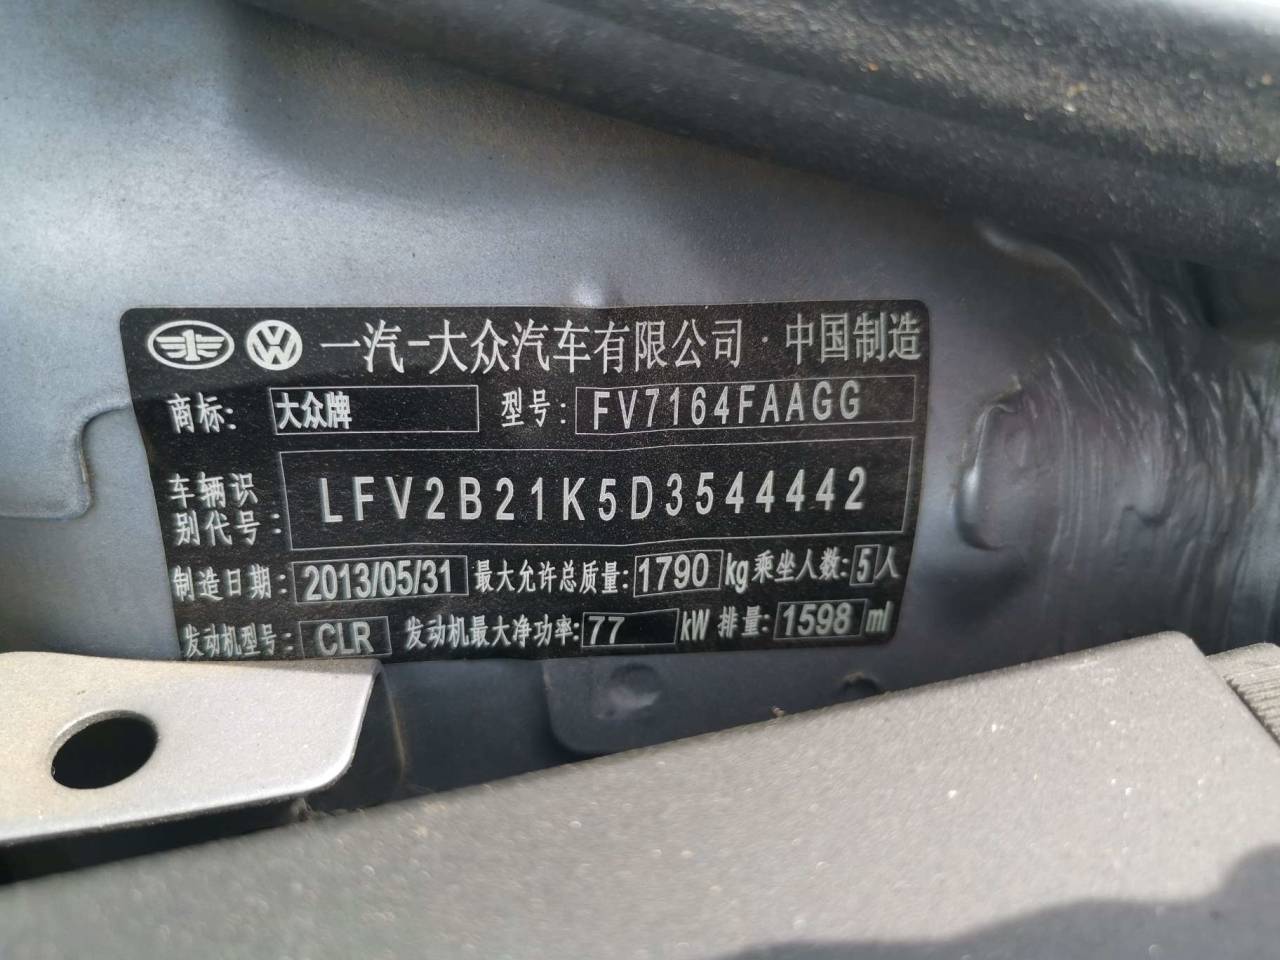 一汽-大众汽车有限公司·中国制造
商标: 大众牌 型号: FV7164FAAGG
车辆识别代号: LFV2B21K5D3544442
制造日期: 2013/05/31 最大允许总质量: 1790 kg 乘坐人数: 5 人
发动机型号: CLR 发动机最大净功率: 77 kW 排量: 1598 ml